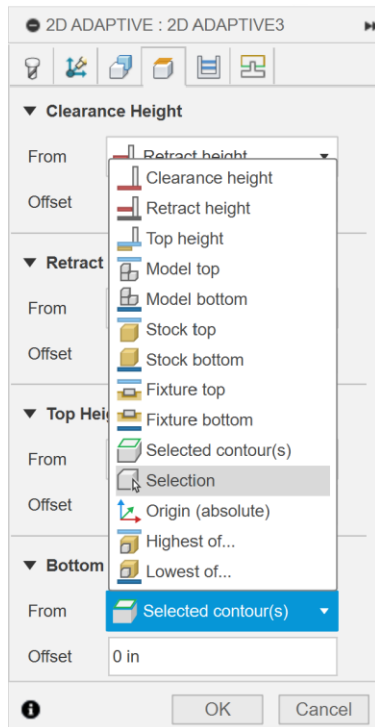 2D ADAPTIVE : 2D ADAPTIVE3
Clearance Height
From Retract height
Clearance height
Offset
Retract height
Top height
Retract
Model top
From
Model bottom
Stock top
Offset
Stock bottom
Fixture top
Top Hei
Fixture bottom
From
Selected contour(s)
Selection
Offset
Origin (absolute)
Highest of...
Bottom
Lowest of...
From Selected contour(s)
Offset 0 in
OK Cancel